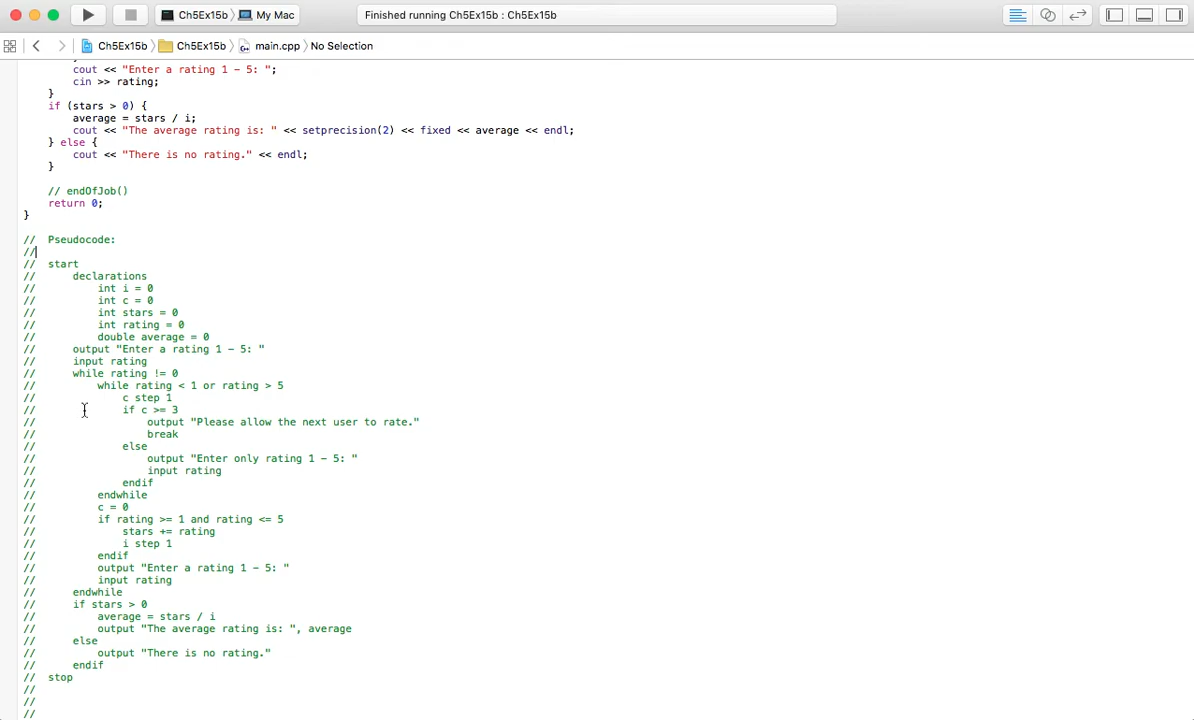 Ch5Ex15b My Mac Finished running Ch5Ex15b : Ch5Ex15b
Ch5Ex15b Ch5Ex15b main.cpp No Selection
cout << "Enter a rating 1 - 5: ";
cin >> rating;
}
if (stars > 0) {
average = stars / i;
cout << "The average rating is: " << setprecision(2) << fixed << average << endl;
} else {
cout << "There is no rating." << endl;
}
// endOfJob()
return 0;
}
// Pseudocode:
//
// start
// declarations
// int i = 0
// int c = 0
// int stars = 0
// int rating = 0
// double average = 0
// output "Enter a rating 1 - 5: "
// input rating
// while rating != 0
// while rating < 1 or rating > 5
// c step 1
// if c >= 3
// output "Please allow the next user to rate."
// break
// else
// output "Enter only rating 1 - 5: "
// input rating
// endif
// endwhile
// c = 0
// if rating >= 1 and rating <= 5
// stars += rating
// i step 1
// endif
// output "Enter a rating 1 - 5: "
// input rating
// endwhile
// if stars > 0
// average = stars / i
// output "The average rating is: ", average
// else
// output "There is no rating."
// endif
// stop
//
//
//